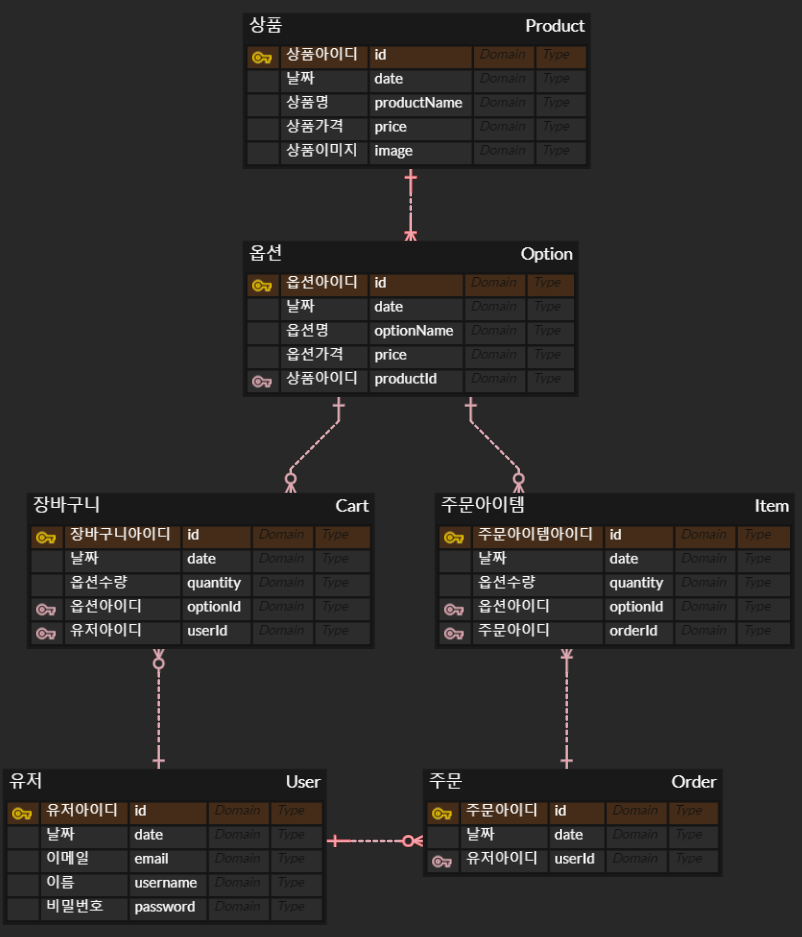 상품 Product
상품아이디 id Domain Type
날짜 date Domain Type
상품명 productName Domain Type
상품가격 price Domain Type
상품이미지 image Domain Type
옵션 Option
옵션아이디 id Domain Type
날짜 date Domain Type
옵션명 optionName Domain Type
옵션가격 price Domain Type
상품아이디 productId Domain Type
장바구니 Cart
장바구니아이디 id Domain Type
날짜 date Domain Type
옵션수량 quantity Domain Type
옵션아이디 optionId Domain Type
유저아이디 userId Domain Type
주문아이템 Item
주문아이템아이디 id Domain Type
날짜 date Domain Type
옵션수량 quantity Domain Type
옵션아이디 optionId Domain Type
주문아이디 orderId Domain Type
유저 User
유저아이디 id Domain Type
날짜 date Domain Type
이메일 email Domain Type
이름 username Domain Type
비밀번호 password Domain Type
주문 Order
주문아이디 id Domain Type
날짜 date Domain Type
유저아이디 userId Domain Type